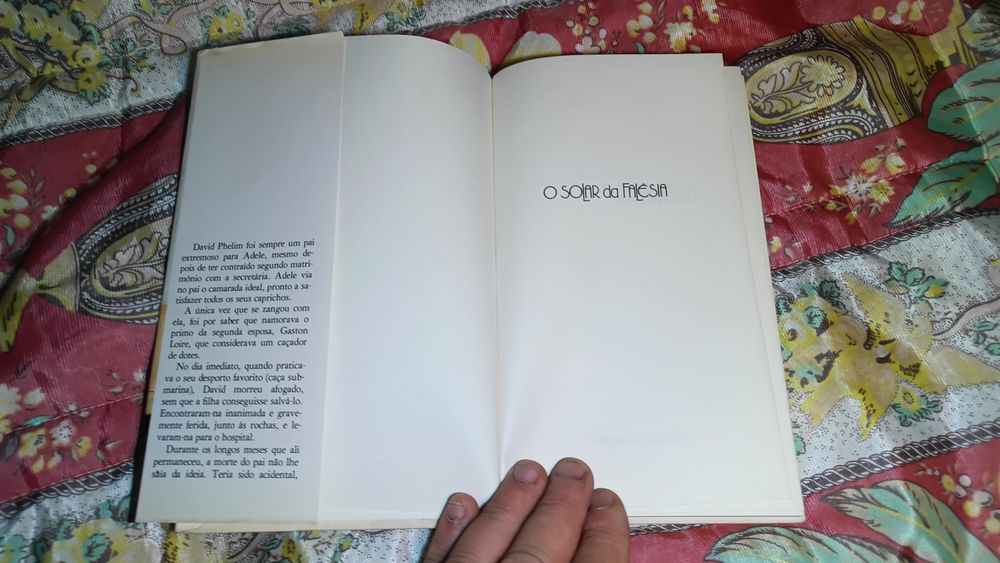 David Phelim foi sempre um pai
extremoso para Adele, mesmo de-
pois de ter contraído segundo matri-
mónio com a secretária. Adele via
no pai o camarada ideal, pronto a sa-
tisfazer todos os seus caprichos.
A única vez que se zangou com
ela, foi por saber que namorava o
primo da segunda esposa, Gaston
Loire, que considerava um caçador
de dotes.
No dia imediato, quando pratica-
va o seu desporto favorito (caça sub-
marina), David morreu afogado,
sem que a filha conseguisse salvá-lo.
Encontraram-na inanimada e grave-
mente ferida, junto às rochas, e le-
varam-na para o hospital.
Durante os longos meses que ali
permaneceu, a morte do pai não lhe
saía da ideia. Teria sido acidental,
O SOLAR da FALÉSIA